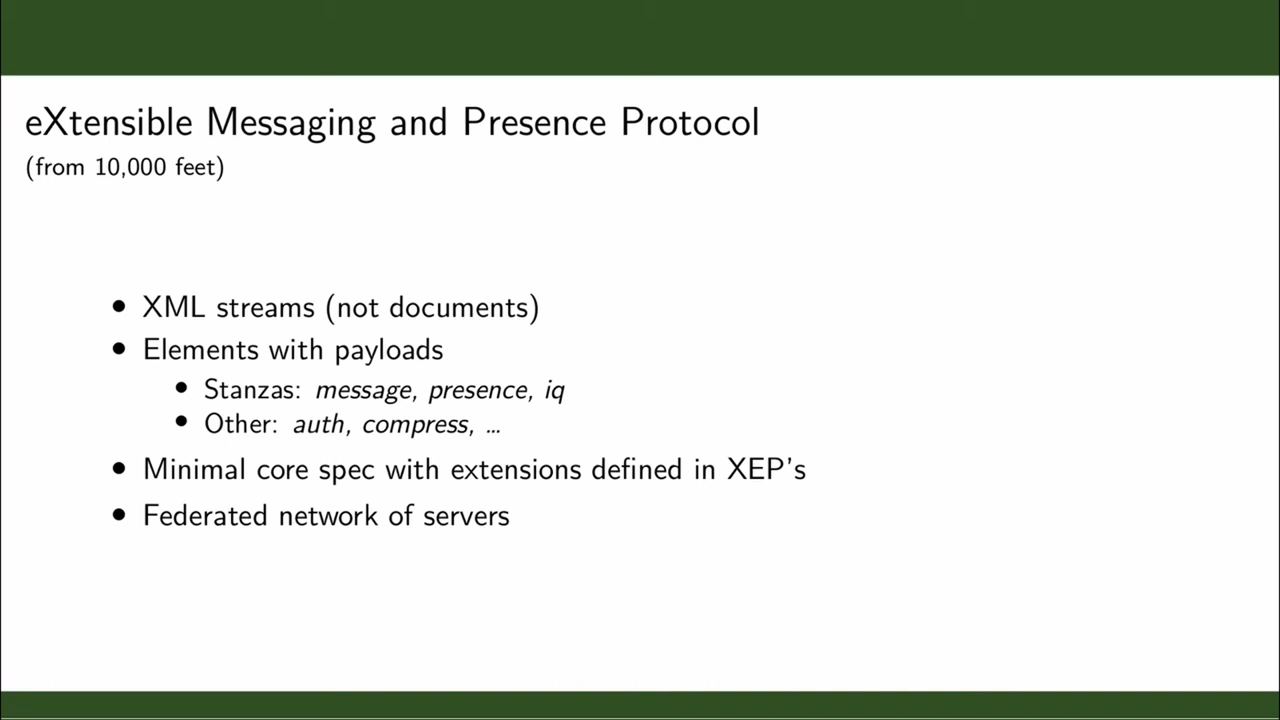 eXtensible Messaging and Presence Protocol
(from 10,000 feet)
• XML streams (not documents)
• Elements with payloads
• Stanzas: message, presence, iq
• Other: auth, compress, ...
• Minimal core spec with extensions defined in XEP's
• Federated network of servers